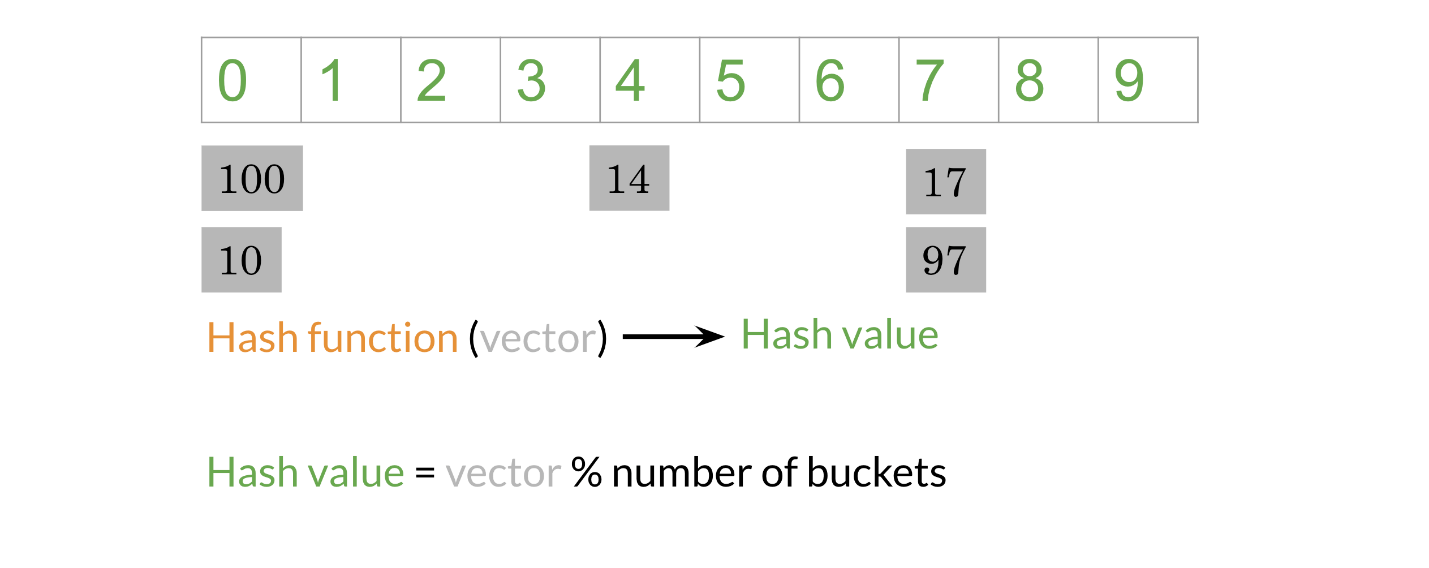 0 1 2 3 4 5 6 7 8 9
100 14 17
10 97
Hash function (vector) → Hash value
Hash value = vector % number of buckets